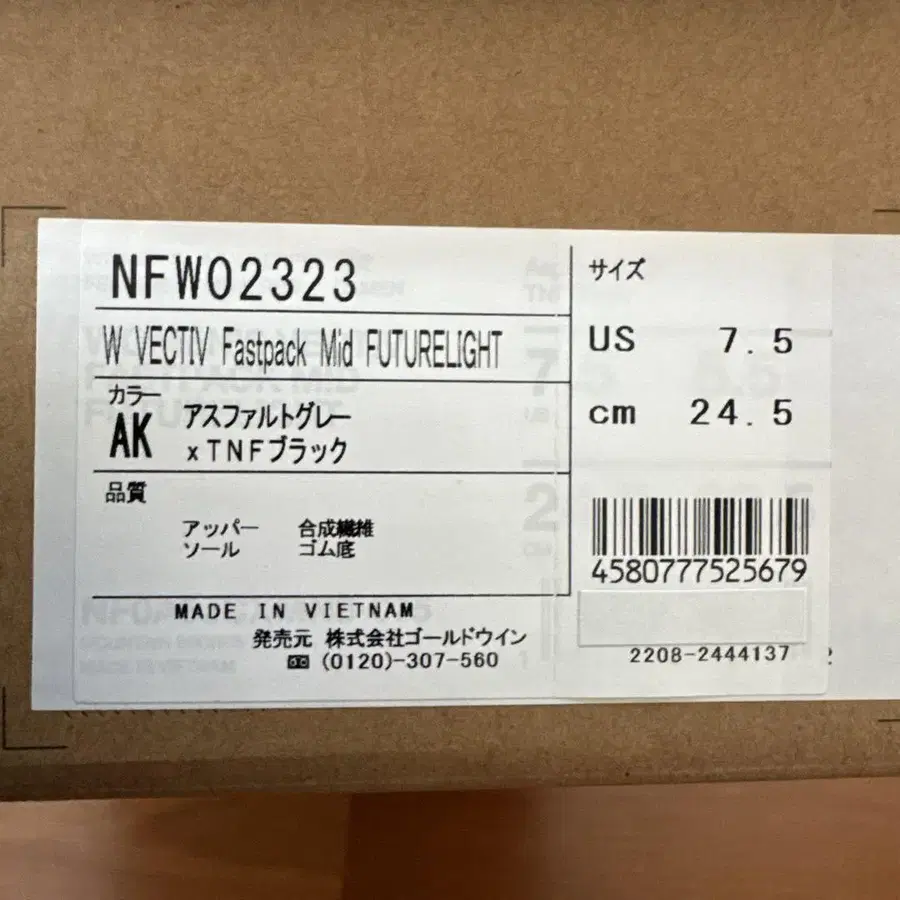 NFW02323
W VECTIV Fastpack Mid FUTURELIGHT
カラー
AK
アスファルトグレー
xTNFブラック
品質
アッパー 合成繊維
ソール ゴム底
MADE IN VIETNAM
発売元 株式会社ゴールドウイン
(0120)-307-560
サイズ
US 7.5
cm 24.5
4580777525679
2208-2444137